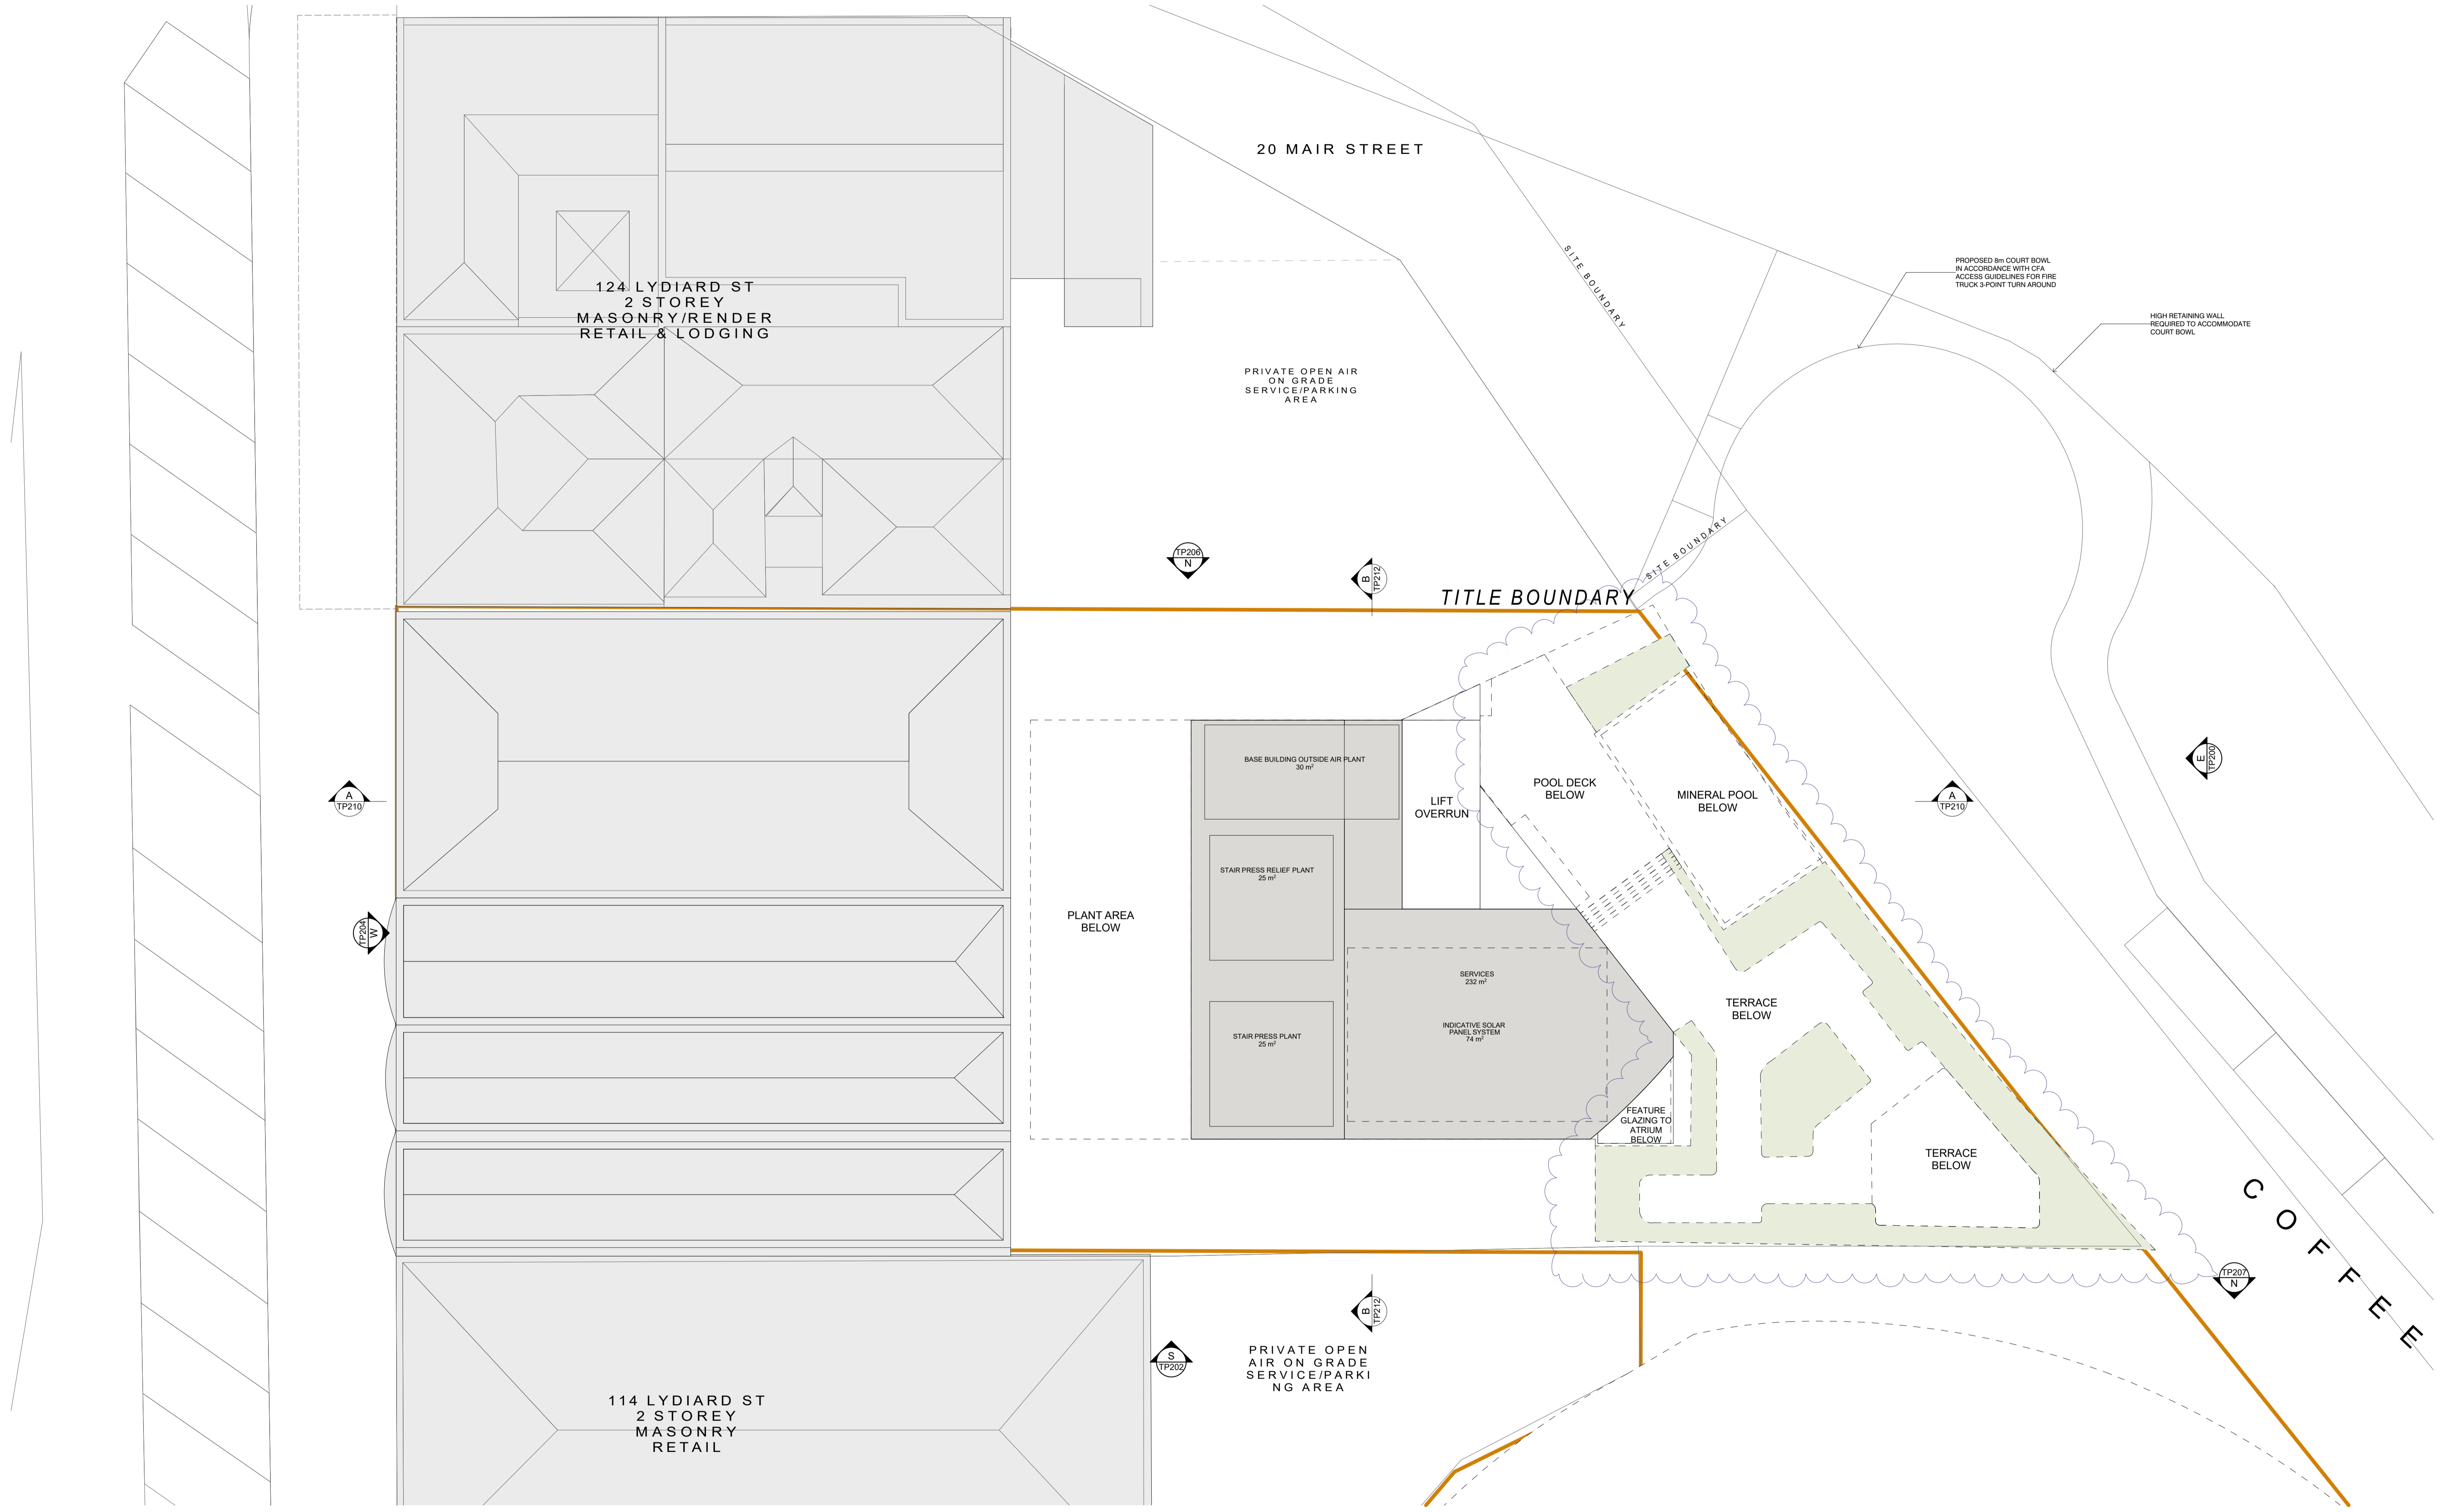 20 MAIR STREET
SITE BOUNDARY
PROPOSED 8m COURT BOWL
IN ACCORDANCE WITH CFA
ACCESS GUIDELINES FOR FIRE
TRUCK 3-POINT TURN AROUND
HIGH RETAINING WALL
REQUIRED TO ACCOMMODATE
COURT BOWL
124 LYDIARD ST
2 STOREY
MASONRY/RENDER
RETAIL & LODGING
PRIVATE OPEN AIR
ON GRADE
SERVICE/PARKING
AREA
SITE BOUNDARY
TP206
N
B
TP212
TITLE BOUNDARY
E
TP200
BASE BUILDING OUTSIDE AIR PLANT
30 m²
POOL DECK
BELOW
MINERAL POOL
BELOW
LIFT
OVERRUN
A
TP210
A
TP210
STAIR PRESS RELIEF PLANT
25 m²
PLANT AREA
BELOW
TP204
W
SERVICES
232 m²
TERRACE
BELOW
INDICATIVE SOLAR
PANEL SYSTEM
74 m²
STAIR PRESS PLANT
25 m²
FEATURE
GLAZING TO
ATRIUM
BELOW
TERRACE
BELOW
COFFEE
TP207
N
B
TP212
S
TP202
PRIVATE OPEN
AIR ON GRADE
SERVICE/PARKI
NG AREA
114 LYDIARD ST
2 STOREY
MASONRY
RETAIL